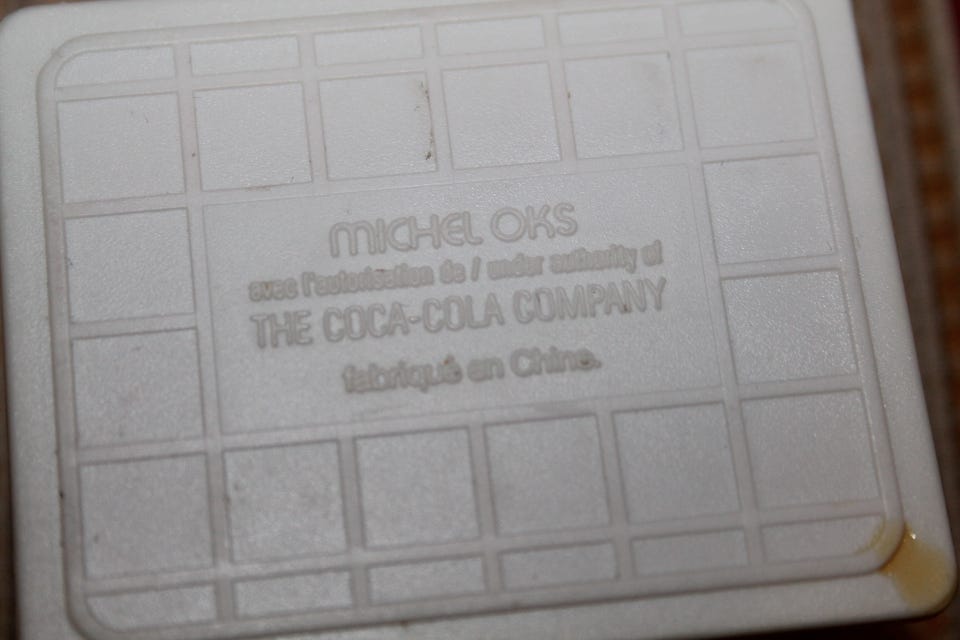 MICHEL OKS
avec l'autorisation de / under authority of
THE COCA-COLA COMPANY
fabriqué en Chine.